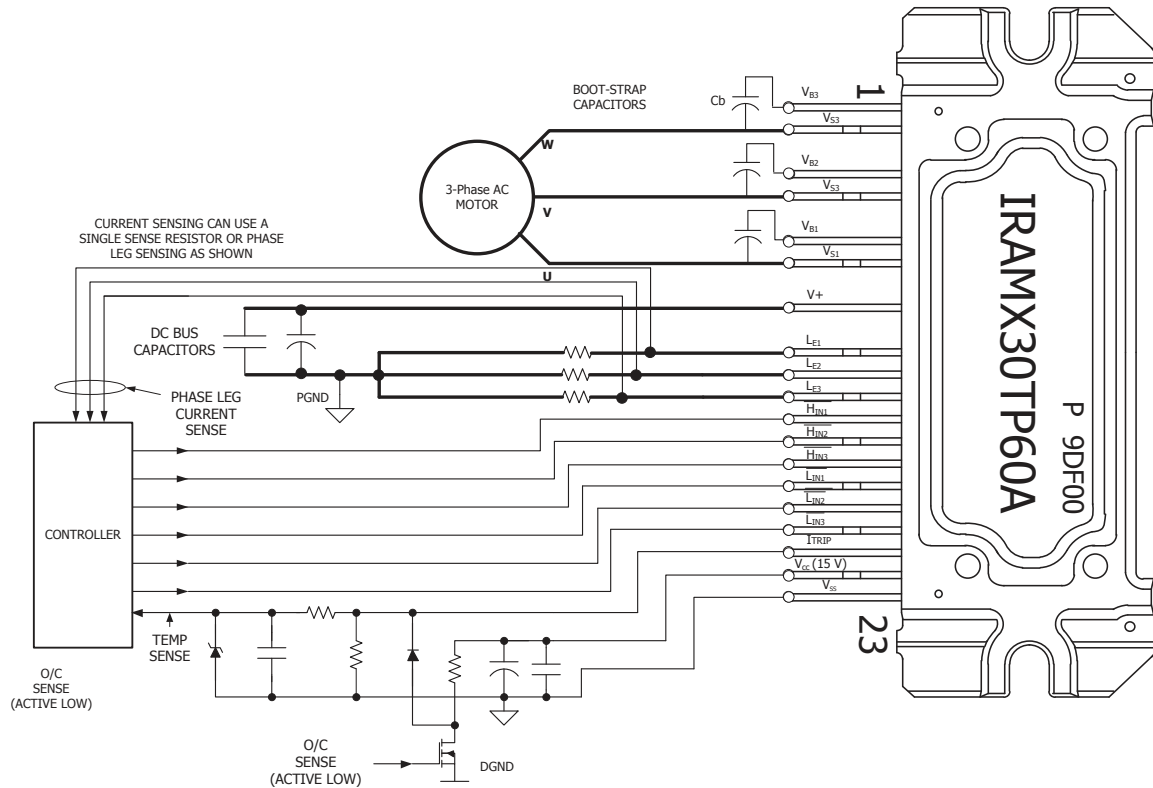 BOOT-STRAP
CAPACITORS
Cb
1
VB3
VS3
W
3-Phase AC
MOTOR
VB2
VS3
V
CURRENT SENSING CAN USE A
SINGLE SENSE RESISTOR OR PHASE
LEG SENSING AS SHOWN
VB1
VS1
U
V+
DC BUS
CAPACITORS
LE1
LE2
LE3
PGND
PHASE LEG
CURRENT
SENSE
HIN1
HIN2
HIN3
LIN1
LIN2
LIN3
ITRIP
VCC (15 V)
VSS
CONTROLLER
IRAMX30TP60A
P 9DF00
23
TEMP
SENSE
O/C
SENSE
(ACTIVE LOW)
O/C
SENSE
(ACTIVE LOW)
DGND